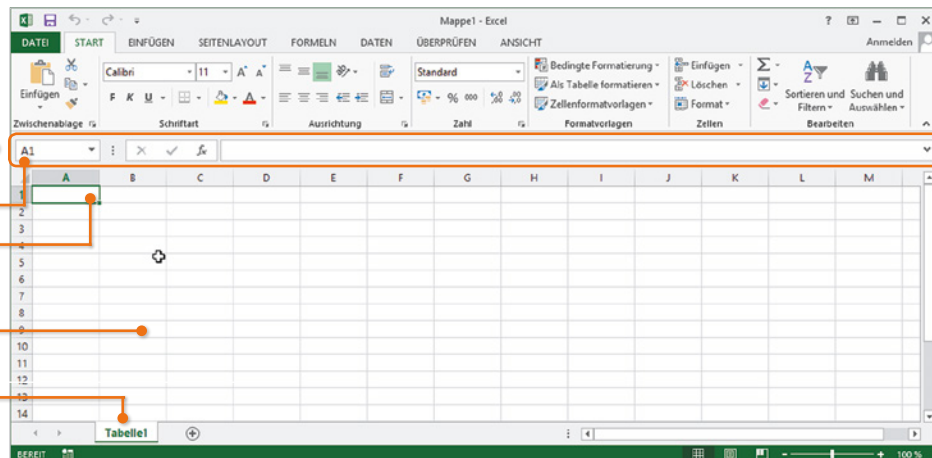 Mappe1 - Excel
?
DATEI START EINFÜGEN SEITENLAYOUT FORMELN DATEN ÜBERPRÜFEN ANSICHT Anmelden
Calibri 11 A A Standard Bedingte Formatierung Einfügen Σ A Z
Als Tabelle formatieren Löschen
Einfügen F K U A % 000 Zellenformatvorlagen Format Sortieren und Filtern Suchen und Auswählen
Zwischenablage Schriftart Ausrichtung Zahl Formatvorlagen Zellen Bearbeiten
A1 fx
A B C D E F G H I J K L M
1
2
3
4
5
6
7
8
9
10
11
12
13
14
Tabelle1
BEREIT 100 %